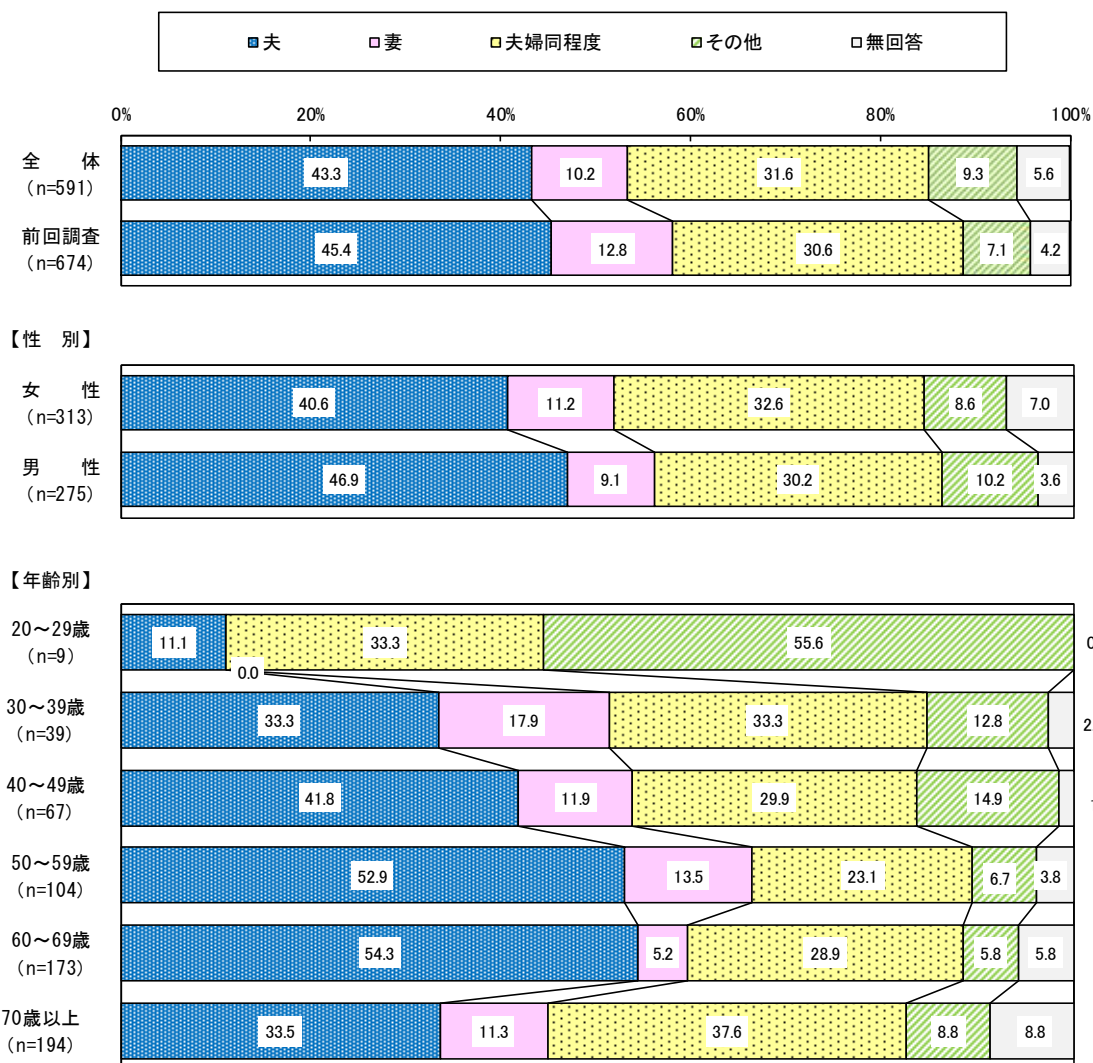 夫 妻 夫婦同程度 その他 無回答
0% 20% 40% 60% 80% 100%
全 体
(n=591)
43.3 10.2 31.6 9.3 5.6
前回調査
(n=674)
45.4 12.8 30.6 7.1 4.2
【性 別】
女 性
(n=313)
40.6 11.2 32.6 8.6 7.0
男 性
(n=275)
46.9 9.1 30.2 10.2 3.6
【年齢別】
20～29歳
(n=9)
11.1 0.0 33.3 55.6
30～39歳
(n=39)
33.3 17.9 33.3 12.8
40～49歳
(n=67)
41.8 11.9 29.9 14.9
50～59歳
(n=104)
52.9 13.5 23.1 6.7 3.8
60～69歳
(n=173)
54.3 5.2 28.9 5.8 5.8
70歳以上
(n=194)
33.5 11.3 37.6 8.8 8.8